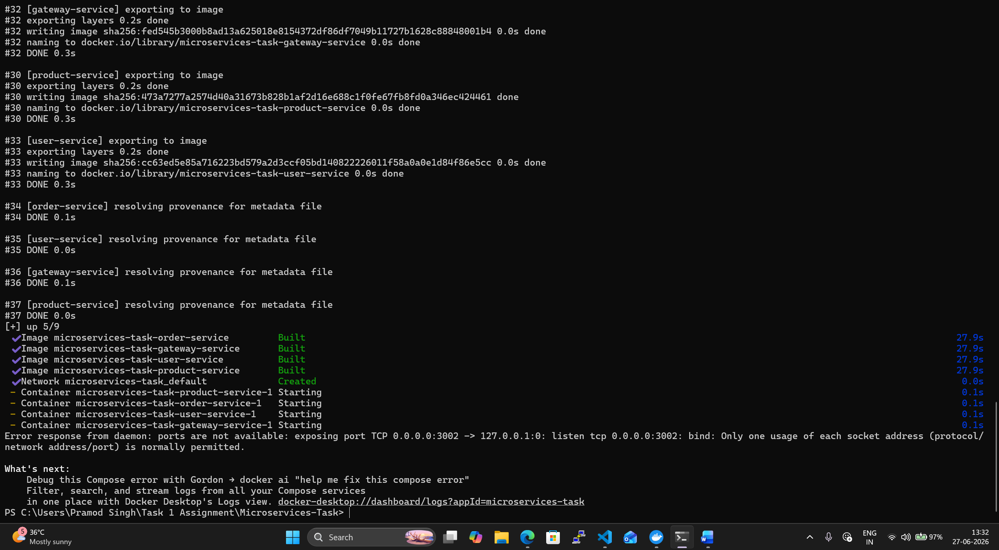 #32 [gateway-service] exporting to image
#32 exporting layers 0.2s done
#32 writing image sha256:fed545b3000b8ad13a625018e8154372df86df7049b11727b1628c88848001b4 0.0s done
#32 naming to docker.io/library/microservices-task-gateway-service 0.0s done
#32 DONE 0.3s

#30 [product-service] exporting to image
#30 exporting layers 0.2s done
#30 writing image sha256:473a7277a2574d40a31673b828b1af2d16e688c1f0fe67fb8fd0a346ec424461 done
#30 naming to docker.io/library/microservices-task-product-service 0.0s done
#30 DONE 0.3s

#33 [user-service] exporting to image
#33 exporting layers 0.2s done
#33 writing image sha256:cc63ed5e85a716223bd579a2d3ccf05bd140822226011f58a0a0e1d84f86e5cc 0.0s done
#33 naming to docker.io/library/microservices-task-user-service 0.0s done
#33 DONE 0.3s

#34 [order-service] resolving provenance for metadata file
#34 DONE 0.1s

#35 [user-service] resolving provenance for metadata file
#35 DONE 0.0s

#36 [gateway-service] resolving provenance for metadata file
#36 DONE 0.1s

#37 [product-service] resolving provenance for metadata file
#37 DONE 0.0s
[+] up 5/9
✔Image microservices-task-order-service Built 27.9s
✔Image microservices-task-gateway-service Built 27.9s
✔Image microservices-task-user-service Built 27.9s
✔Image microservices-task-product-service Built 27.9s
✔Network microservices-task_default Created 0.0s
- Container microservices-task-product-service-1 Starting 0.1s
- Container microservices-task-order-service-1 Starting 0.1s
- Container microservices-task-user-service-1 Starting 0.1s
- Container microservices-task-gateway-service-1 Starting 0.1s
Error response from daemon: ports are not available: exposing port TCP 0.0.0.0:3002 -> 127.0.0.1:0: listen tcp 0.0.0.0:3002: bind: Only one usage of each socket address (protocol/
network address/port) is normally permitted.

What's next:
Debug this Compose error with Gordon → docker ai "help me fix this compose error"
Filter, search, and stream logs from all your Compose services
in one place with Docker Desktop's Logs view. docker-desktop://dashboard/logs?appId=microservices-task
PS C:\Users\Pramod Singh\Task 1 Assignment\Microservices-Task>
5
36°C
Mostly sunny
Search
ENG
IN
97%
13:32
27-06-2026